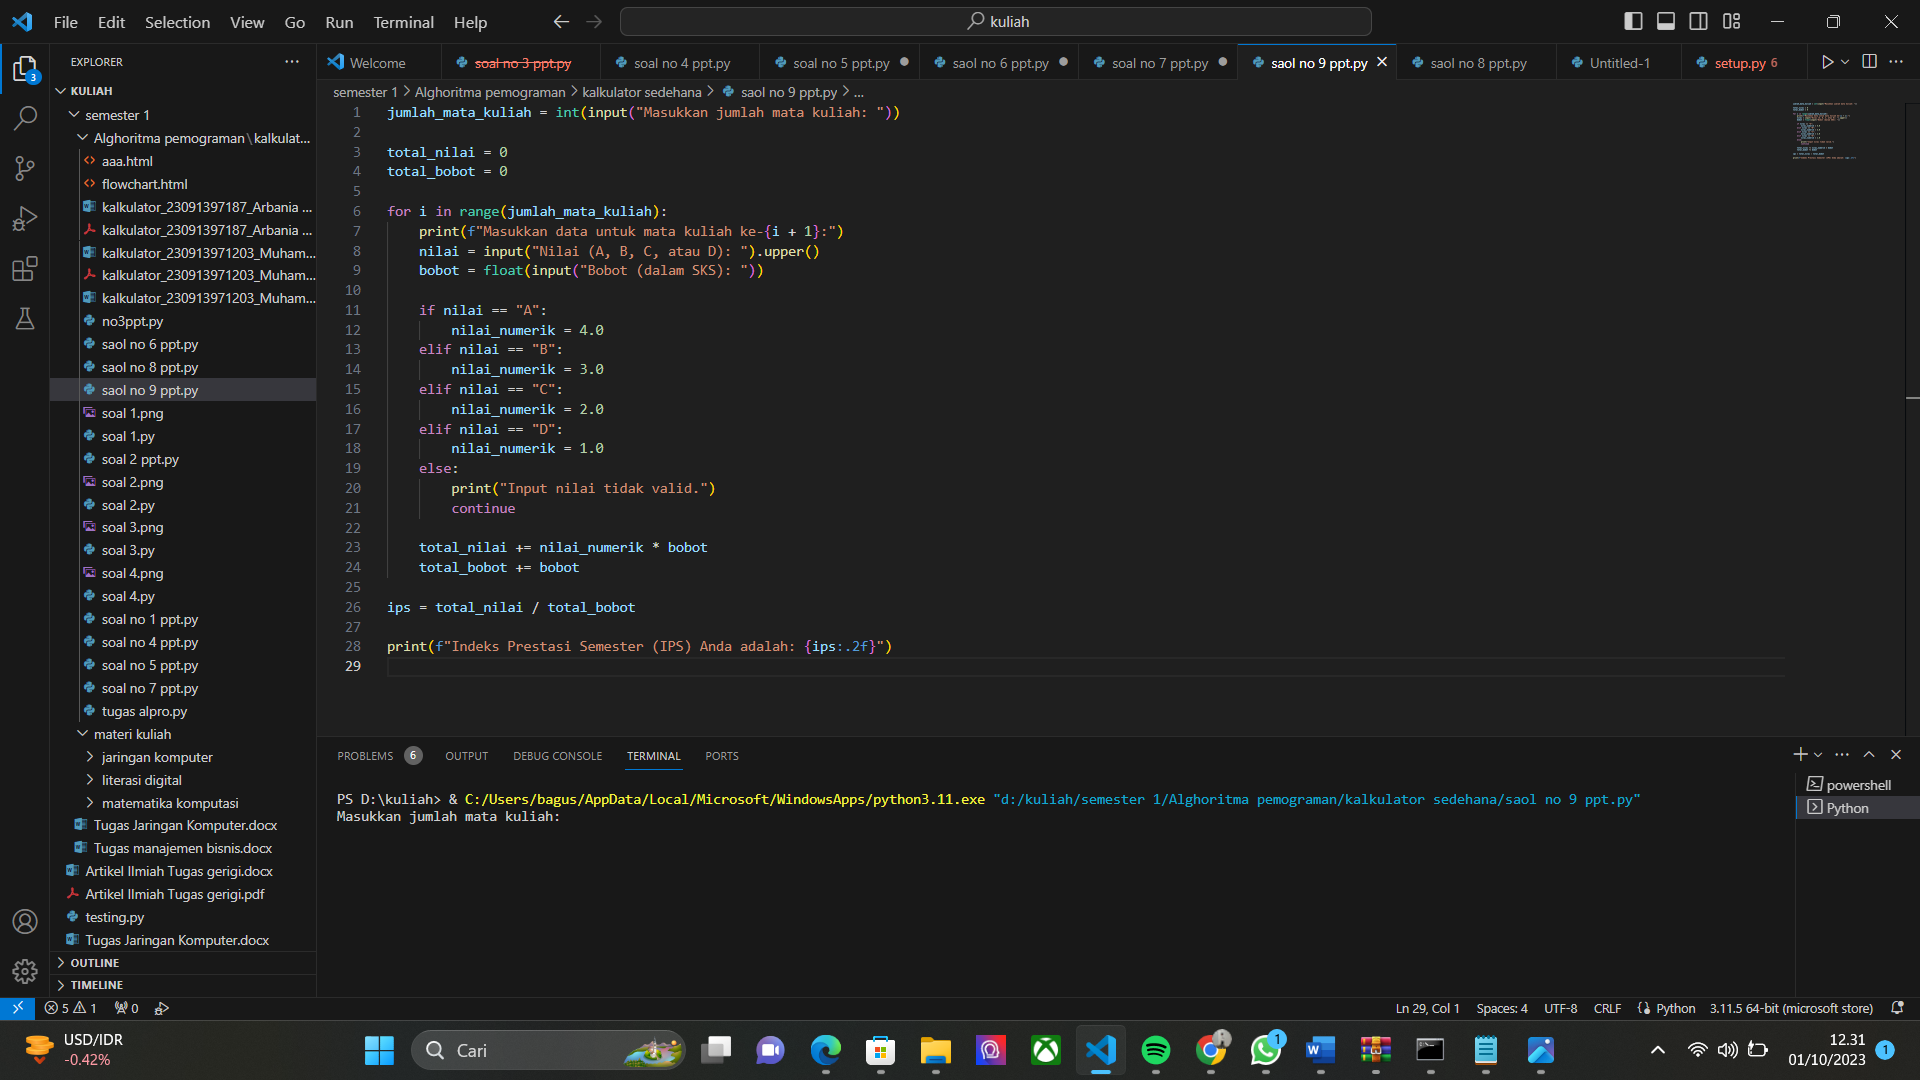 File Edit Selection View Go Run Terminal Help
kuliah
EXPLORER
Welcome
soal no 3 ppt.py
soal no 4 ppt.py
soal no 5 ppt.py
saol no 6 ppt.py
soal no 7 ppt.py
saol no 9 ppt.py
saol no 8 ppt.py
Untitled-1
setup.py 6
semester 1 > Alghoritma pemograman > kalkulator sedehana > saol no 9 ppt.py > ...
KULIAH
semester 1
Alghoritma pemograman \ kalkulat...
aaa.html
flowchart.html
kalkulator_23091397187_Arbania ...
kalkulator_23091397187_Arbania ...
kalkulator_230913971203_Muham...
kalkulator_230913971203_Muham...
kalkulator_230913971203_Muham...
no3ppt.py
saol no 6 ppt.py
saol no 8 ppt.py
saol no 9 ppt.py
soal 1.png
soal 1.py
soal 2 ppt.py
soal 2.png
soal 2.py
soal 3.png
soal 3.py
soal 4.png
soal 4.py
soal no 1 ppt.py
soal no 4 ppt.py
soal no 5 ppt.py
soal no 7 ppt.py
tugas alpro.py
materi kuliah
jaringan komputer
literasi digital
matematika komputasi
Tugas Jaringan Komputer.docx
Tugas manajemen bisnis.docx
Artikel Ilmiah Tugas gerigi.docx
Artikel Ilmiah Tugas gerigi.pdf
testing.py
Tugas Jaringan Komputer.docx
OUTLINE
TIMELINE
1 jumlah_mata_kuliah = int(input("Masukkan jumlah mata kuliah: "))
2
3 total_nilai = 0
4 total_bobot = 0
5
6 for i in range(jumlah_mata_kuliah):
7     print(f"Masukkan data untuk mata kuliah ke-{i + 1}:")
8     nilai = input("Nilai (A, B, C, atau D): ").upper()
9     bobot = float(input("Bobot (dalam SKS): "))
10
11     if nilai == "A":
12         nilai_numerik = 4.0
13     elif nilai == "B":
14         nilai_numerik = 3.0
15     elif nilai == "C":
16         nilai_numerik = 2.0
17     elif nilai == "D":
18         nilai_numerik = 1.0
19     else:
20         print("Input nilai tidak valid.")
21         continue
22
23     total_nilai += nilai_numerik * bobot
24     total_bobot += bobot
25
26 ips = total_nilai / total_bobot
27
28 print(f"Indeks Prestasi Semester (IPS) Anda adalah: {ips:.2f}")
29
PROBLEMS 6 OUTPUT DEBUG CONSOLE TERMINAL PORTS
PS D:\kuliah> & C:/Users/bagus/AppData/Local/Microsoft/WindowsApps/python3.11.exe "d:/kuliah/semester 1/Alghoritma pemograman/kalkulator sedehana/saol no 9 ppt.py"
Masukkan jumlah mata kuliah:
powershell
Python
3
5 1 0
Ln 29, Col 1 Spaces: 4 UTF-8 CRLF Python 3.11.5 64-bit (microsoft store)
USD/IDR
-0.42%
Cari
1
12.31
01/10/2023
1